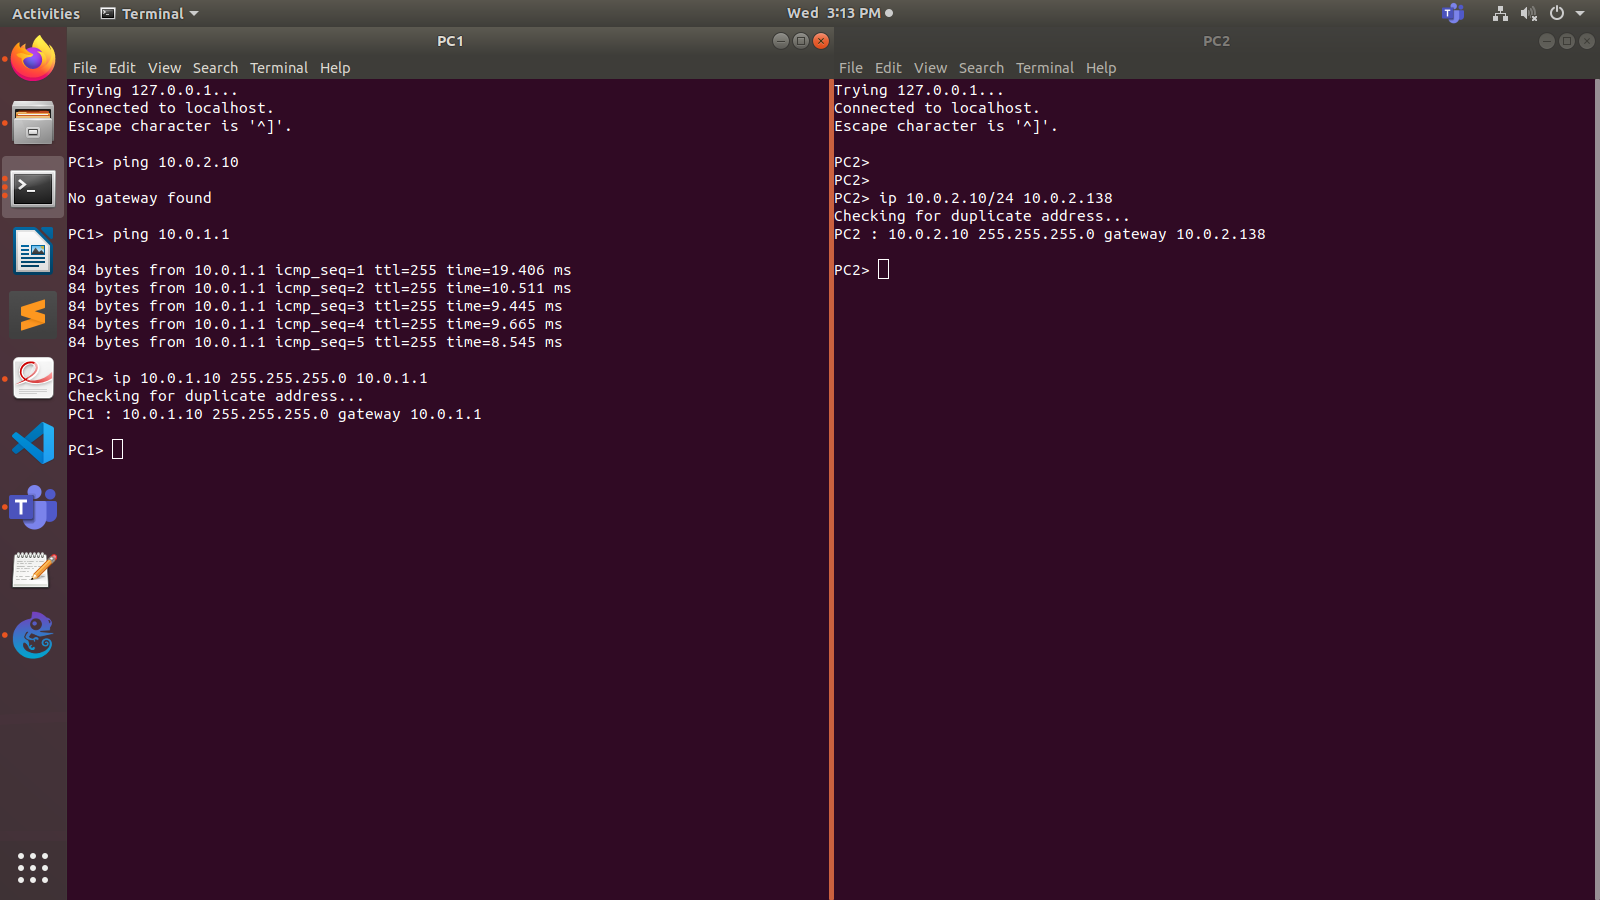 Activities Terminal Wed 3:13 PM
PC1
File Edit View Search Terminal Help
Trying 127.0.0.1...
Connected to localhost.
Escape character is '^]'.
PC1> ping 10.0.2.10
No gateway found
PC1> ping 10.0.1.1
84 bytes from 10.0.1.1 icmp_seq=1 ttl=255 time=19.406 ms
84 bytes from 10.0.1.1 icmp_seq=2 ttl=255 time=10.511 ms
84 bytes from 10.0.1.1 icmp_seq=3 ttl=255 time=9.445 ms
84 bytes from 10.0.1.1 icmp_seq=4 ttl=255 time=9.665 ms
84 bytes from 10.0.1.1 icmp_seq=5 ttl=255 time=8.545 ms
PC1> ip 10.0.1.10 255.255.255.0 10.0.1.1
Checking for duplicate address...
PC1 : 10.0.1.10 255.255.255.0 gateway 10.0.1.1
PC1>
PC2
File Edit View Search Terminal Help
Trying 127.0.0.1...
Connected to localhost.
Escape character is '^]'.
PC2>
PC2>
PC2> ip 10.0.2.10/24 10.0.2.138
Checking for duplicate address...
PC2 : 10.0.2.10 255.255.255.0 gateway 10.0.2.138
PC2>